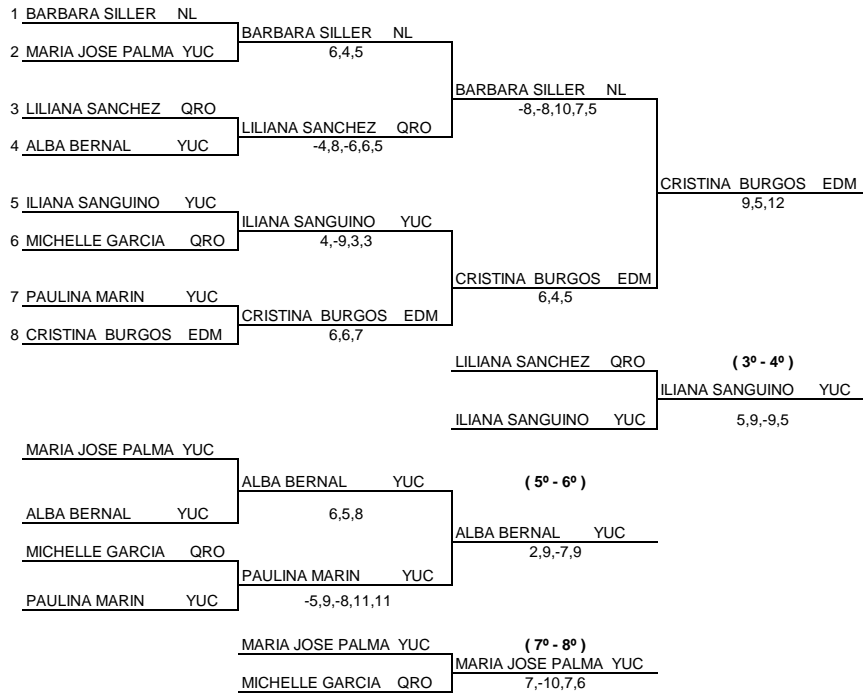 1 BARBARA SILLER NL
BARBARA SILLER NL
2 MARIA JOSE PALMA YUC
6,4,5
BARBARA SILLER NL
-8,-8,10,7,5
3 LILIANA SANCHEZ QRO
LILIANA SANCHEZ QRO
4 ALBA BERNAL YUC
-4,8,-6,6,5
CRISTINA BURGOS EDM
9,5,12
5 ILIANA SANGUINO YUC
ILIANA SANGUINO YUC
6 MICHELLE GARCIA QRO
4,-9,3,3
CRISTINA BURGOS EDM
6,4,5
7 PAULINA MARIN YUC
CRISTINA BURGOS EDM
8 CRISTINA BURGOS EDM
6,6,7
LILIANA SANCHEZ QRO
( 3º - 4º )
ILIANA SANGUINO YUC
ILIANA SANGUINO YUC
5,9,-9,5
MARIA JOSE PALMA YUC
ALBA BERNAL YUC
( 5º - 6º )
ALBA BERNAL YUC
6,5,8
ALBA BERNAL YUC
2,9,-7,9
MICHELLE GARCIA QRO
PAULINA MARIN YUC
PAULINA MARIN YUC
-5,9,-8,11,11
MARIA JOSE PALMA YUC
( 7º - 8º )
MARIA JOSE PALMA YUC
MICHELLE GARCIA QRO
7,-10,7,6